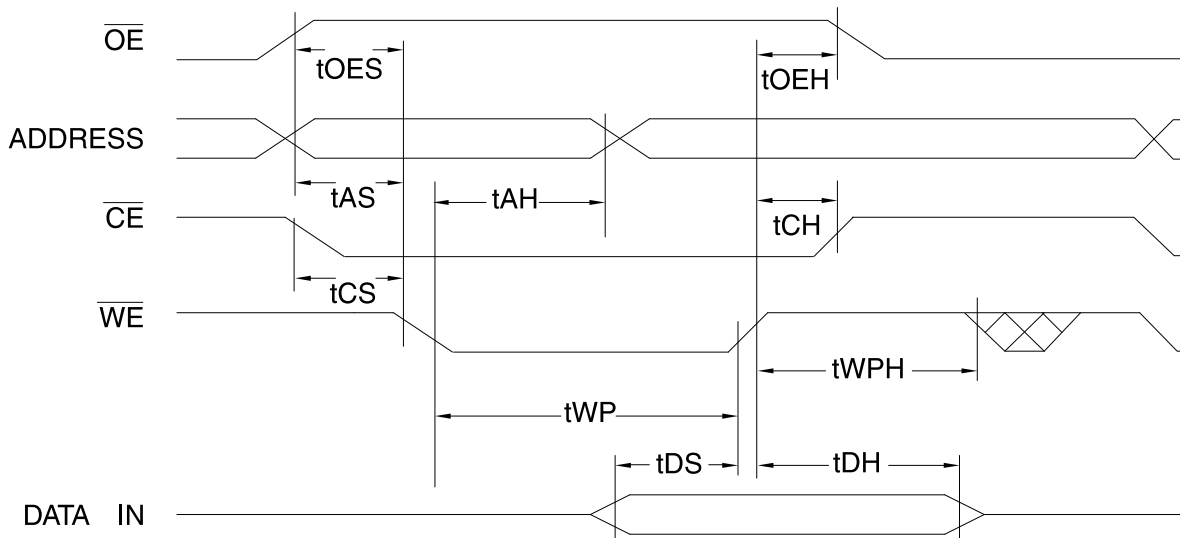 OE
tOES
tOEH
ADDRESS
tAS
tAH
CE
tCH
tCS
WE
tWPH
tWP
tDS
tDH
DATA IN